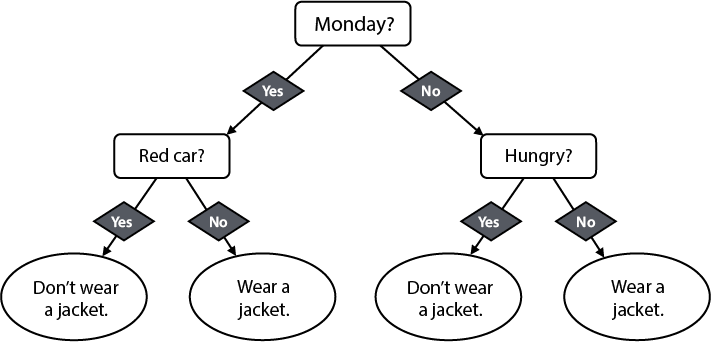 Monday?
Yes
No
Red car?
Hungry?
Yes
No
Yes
No
Don't wear
a jacket.
Wear a
jacket.
Don't wear
a jacket.
Wear a
jacket.